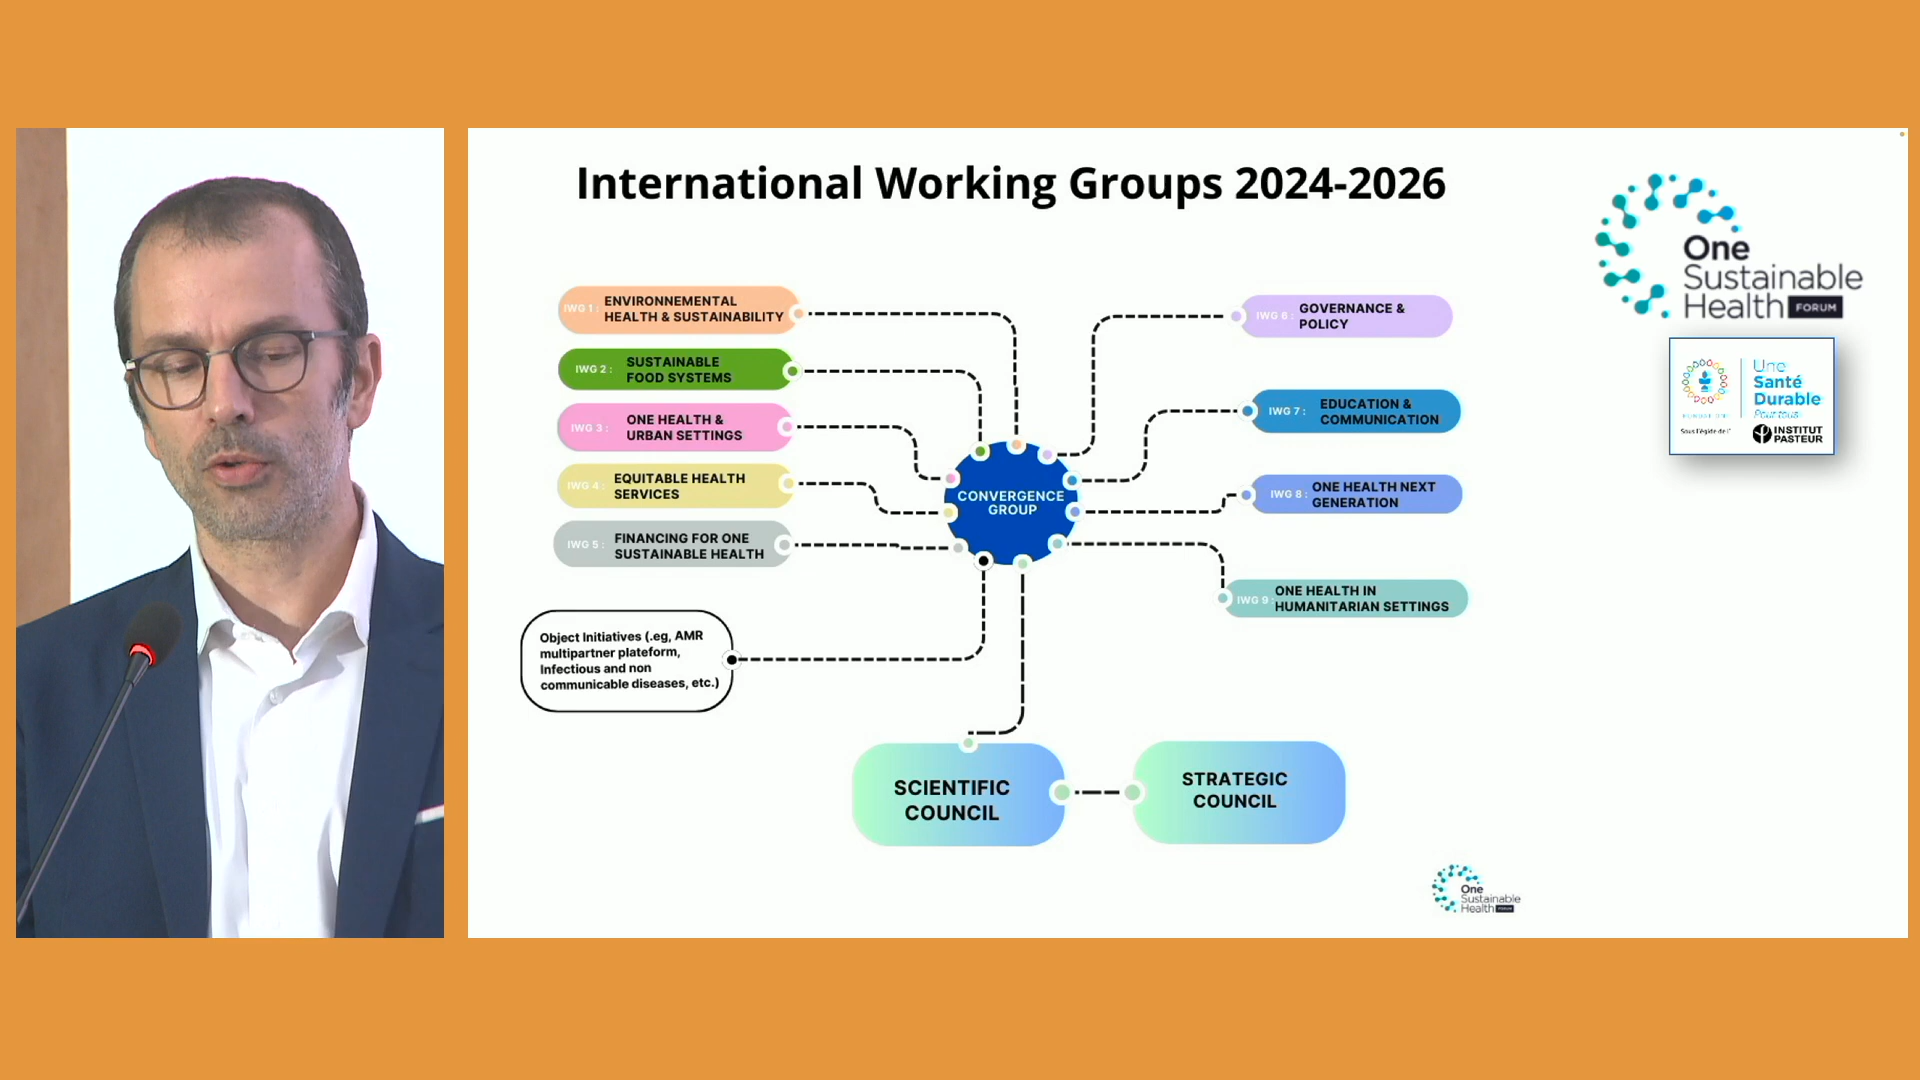 International Working Groups 2024-2026
IWG 1 :
ENVIRONNEMENTAL
HEALTH & SUSTAINABILITY
IWG 2 :
SUSTAINABLE
FOOD SYSTEMS
IWG 3 :
ONE HEALTH &
URBAN SETTINGS
IWG 4 :
EQUITABLE HEALTH
SERVICES
IWG 5 :
FINANCING FOR ONE
SUSTAINABLE HEALTH
Object Initiatives (.eg, AMR
multipartner plateform,
Infectious and non
communicable diseases, etc.)
CONVERGENCE
GROUP
IWG 6 :
GOVERNANCE &
POLICY
IWG 7 :
EDUCATION &
COMMUNICATION
IWG 8 :
ONE HEALTH NEXT
GENERATION
IWG 9 :
ONE HEALTH IN
HUMANITARIAN SETTINGS
SCIENTIFIC
COUNCIL
STRATEGIC
COUNCIL
One
Sustainable
Health FORUM
Une
Santé
Durable
Pour tous
Sous l'égide de l'
INSTITUT
PASTEUR
One
Sustainable
Health FORUM